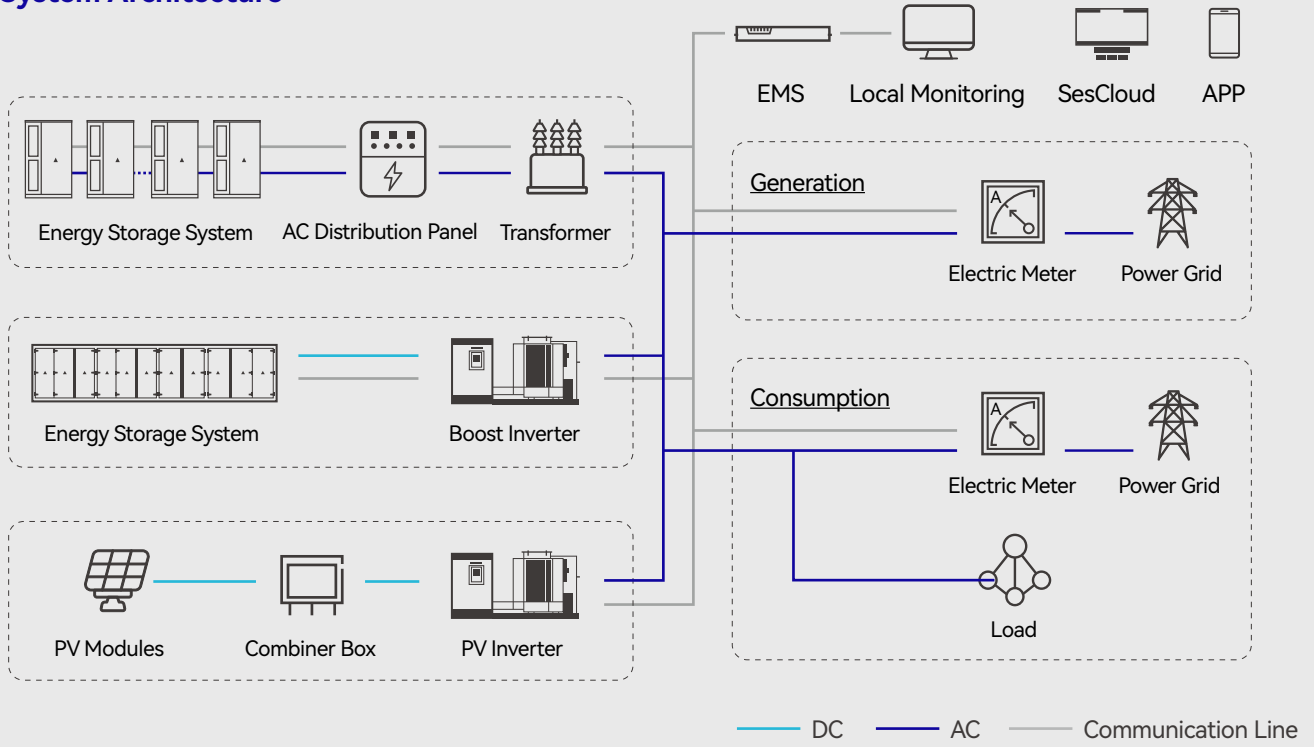 System Architecture
EMS
Local Monitoring
SesCloud
APP
Energy Storage System
AC Distribution Panel
Transformer
Generation
A
Electric Meter
Power Grid
Energy Storage System
Boost Inverter
Consumption
A
Electric Meter
Power Grid
Load
PV Modules
Combiner Box
PV Inverter
DC
AC
Communication Line